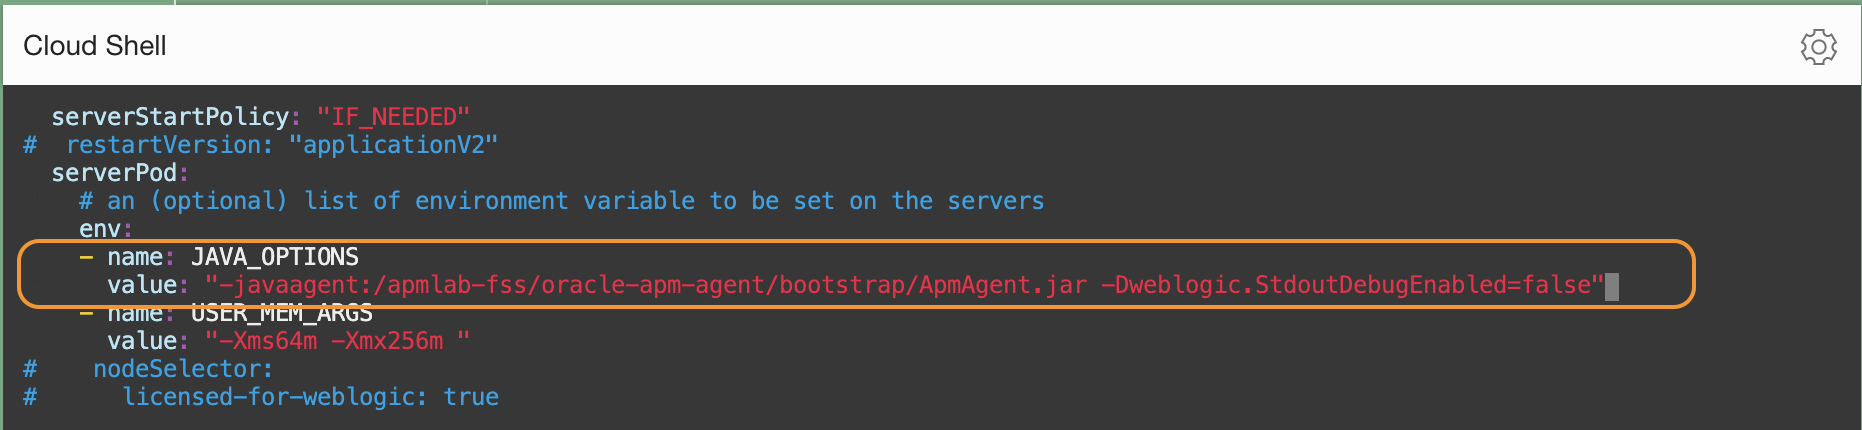 Cloud Shell
serverStartPolicy: "IF_NEEDED"
#  restartVersion: "applicationV2"
serverPod:
# an (optional) list of environment variable to be set on the servers
env:
- name: JAVA_OPTIONS
value: "-javaagent:/apmlab-fss/oracle-apm-agent/bootstrap/ApmAgent.jar -Dweblogic.StdoutDebugEnabled=false"
- name: USER_MEM_ARGS
value: "-Xms64m -Xmx256m "
#    nodeSelector:
#      licensed-for-weblogic: true